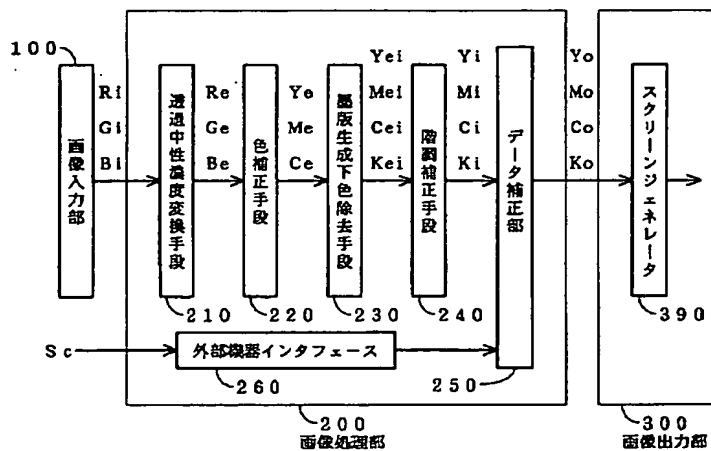 100
画像入力部
Ri
Gi
Bi
透過中性濃度変換手段
210
Re
Ge
Be
色補正手段
220
Ye
Me
Ce
墨版生成下色除去手段
230
Yei
Mei
Cei
Kei
階調補正手段
240
Yi
Mi
Ci
Ki
データ補正部
250
Yo
Mo
Co
Ko
スクリーンジェネレータ
390
Sc
外部機器インタフェース
260
200
画像処理部
300
画像出力部